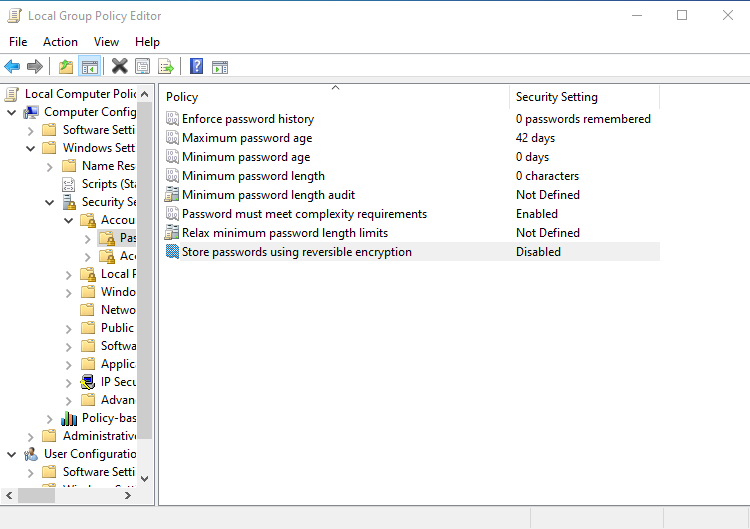 Local Group Policy Editor
File Action View Help
Local Computer Polic
Computer Config
Software Setti
Windows Sett
Name Res
Scripts (Sta
Security Se
Accou
Pas
Acc
Local P
Windo
Netwo
Public
Softwa
Applic
IP Secu
Advan
Policy-bas
Administrative
User Configuratio
Software Setti
Policy Security Setting
Enforce password history 0 passwords remembered
Maximum password age 42 days
Minimum password age 0 days
Minimum password length 0 characters
Minimum password length audit Not Defined
Password must meet complexity requirements Enabled
Relax minimum password length limits Not Defined
Store passwords using reversible encryption Disabled